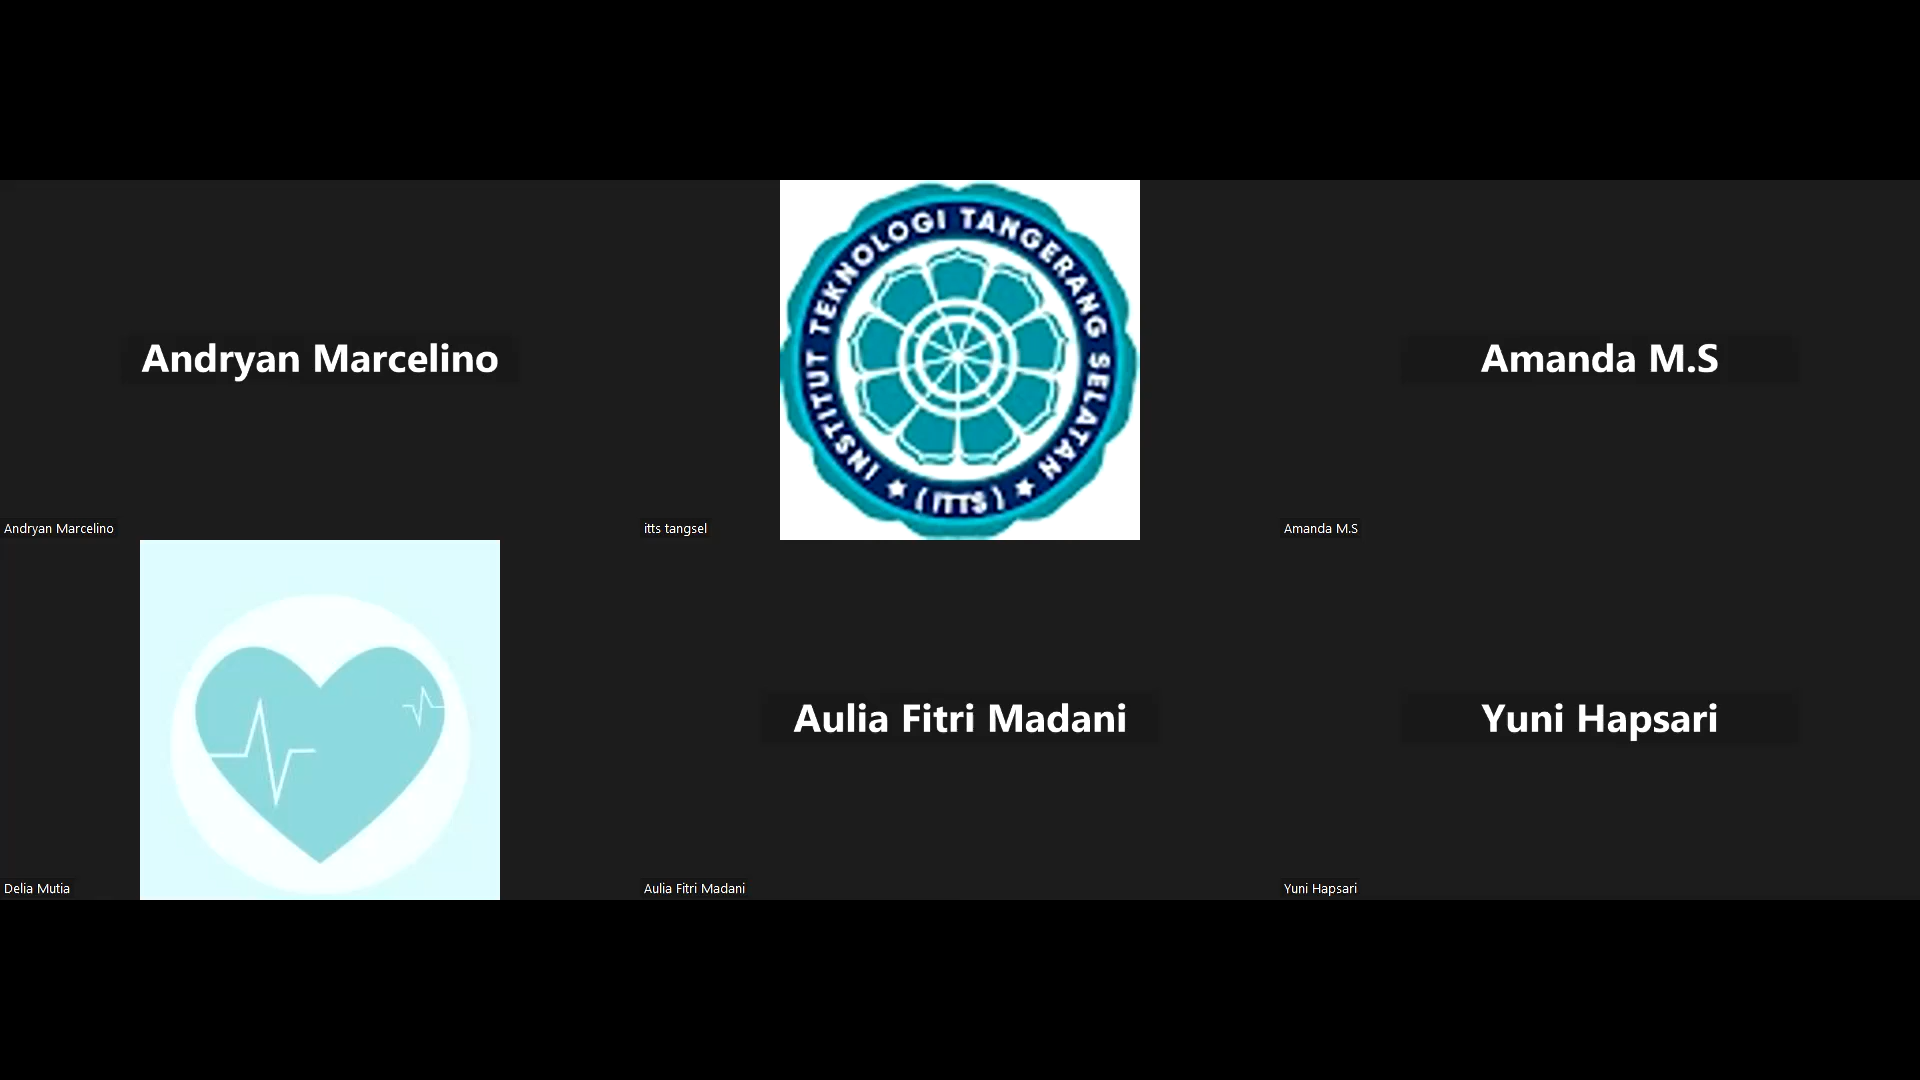 Andryan Marcelino
Andryan Marcelino
INSTITUT TEKNOLOGI TANGERANG SELATAN
(ITTS)
itts tangsel
Amanda M.S
Amanda M.S
Delia Mutia
Aulia Fitri Madani
Aulia Fitri Madani
Yuni Hapsari
Yuni Hapsari